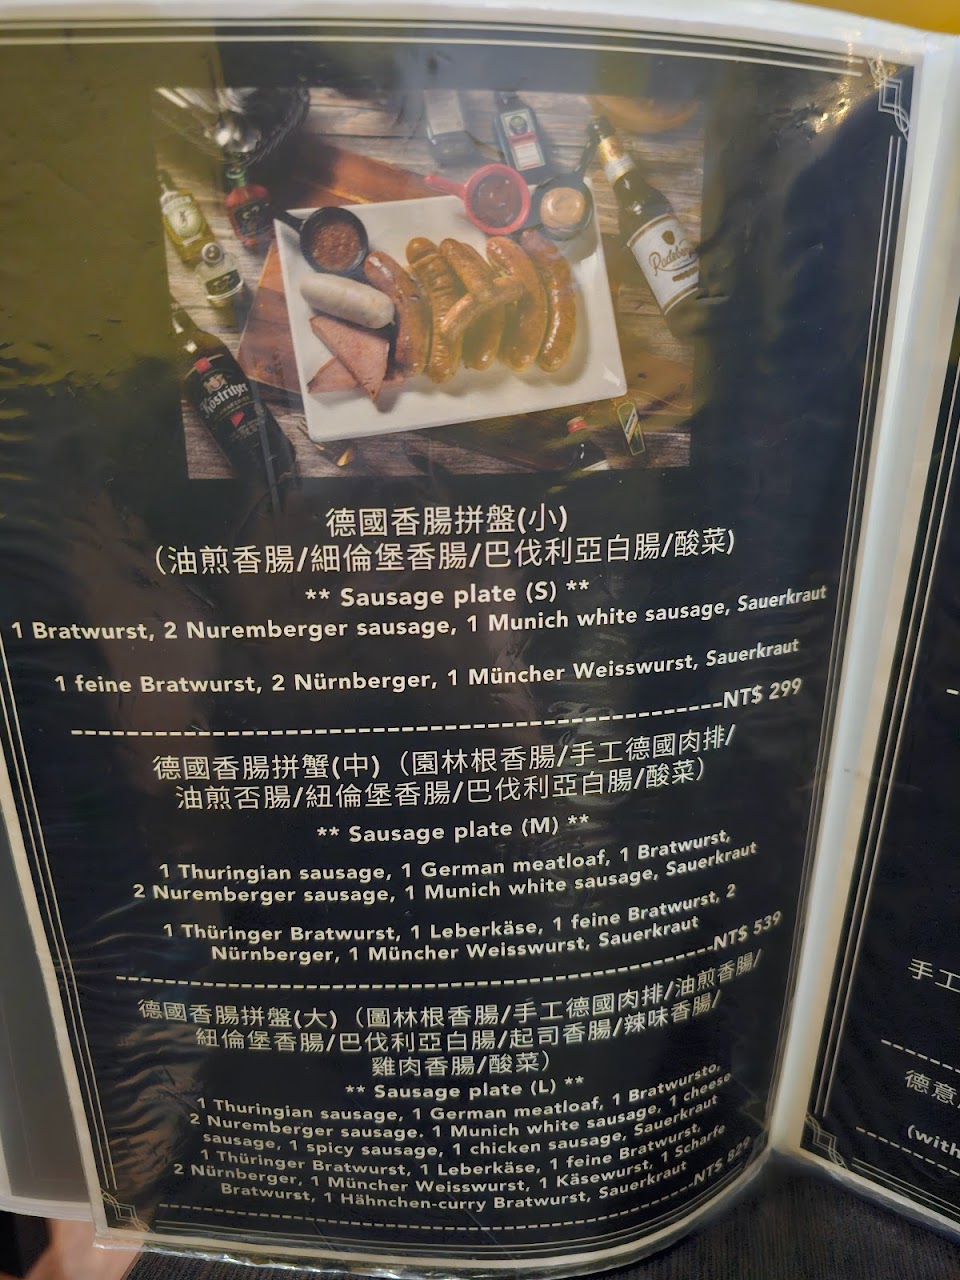 Radeberger
Köstritzer
德國香腸拼盤(小)
(油煎香腸/細倫堡香腸/巴伐利亞白腸/酸菜)
** Sausage plate (S) **
1 Bratwurst, 2 Nuremberger sausage, 1 Munich white sausage, Sauerkraut
1 feine Bratwurst, 2 Nürnberger, 1 Müncher Weisswurst, Sauerkraut
NT$ 299
德國香腸拼蟹(中)（園林根香腸/手工德國肉排/
油煎否腸/紐倫堡香腸/巴伐利亞白腸/酸菜）
** Sausage plate (M) **
1 Thuringian sausage, 1 German meatloaf, 1 Bratwurst,
2 Nuremberger sausage, 1 Munich white sausage, Sauerkraut
1 Thüringer Bratwurst, 1 Leberkäse, 1 feine Bratwurst, 2
Nürnberger, 1 Müncher Weisswurst, Sauerkraut
NT$ 539
德國香腸拼盤(大)（圖林根香腸/手工德國肉排/油煎香腸/
紐倫堡香腸/巴伐利亞白腸/起司香腸/辣味香腸/
雞肉香腸/酸菜）
** Sausage plate (L) **
1 Thuringian sausage, 1 German meatloaf, 1 Bratwursto,
2 Nuremberger sausage, 1 Munich white sausage, 1 cheese
sausage, 1 spicy sausage, 1 chicken sausage, Sauerkraut
1 Thüringer Bratwurst, 1 Leberkäse, 1 feine Bratwurst,
2 Nürnberger, 1 Müncher Weisswurst, 1 Käsewurst, 1 Scharfe
Bratwurst, 1 Hähnchen-curry Bratwurst, Sauerkraut
NT$ 829
手工
德意
(with